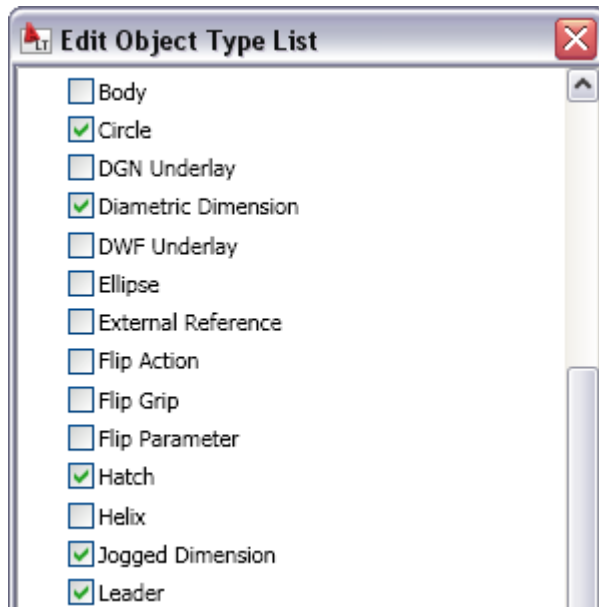 LT Edit Object Type List
Body
Circle
DGN Underlay
Diametric Dimension
DWF Underlay
Ellipse
External Reference
Flip Action
Flip Grip
Flip Parameter
Hatch
Helix
Jogged Dimension
Leader